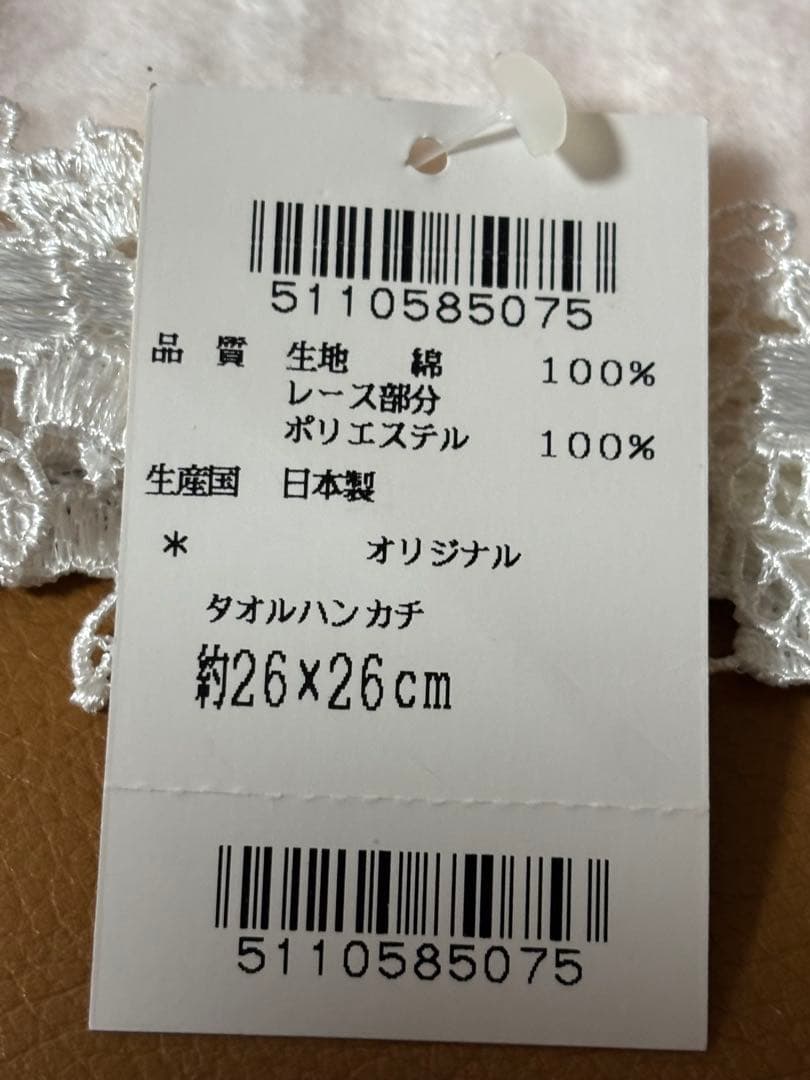 5110585075
品 質 生地 綿 100%
レース部分
ポリエステル 100%
生産国 日本製
* オリジナル
タオルハンカチ
約26×26cm
5110585075